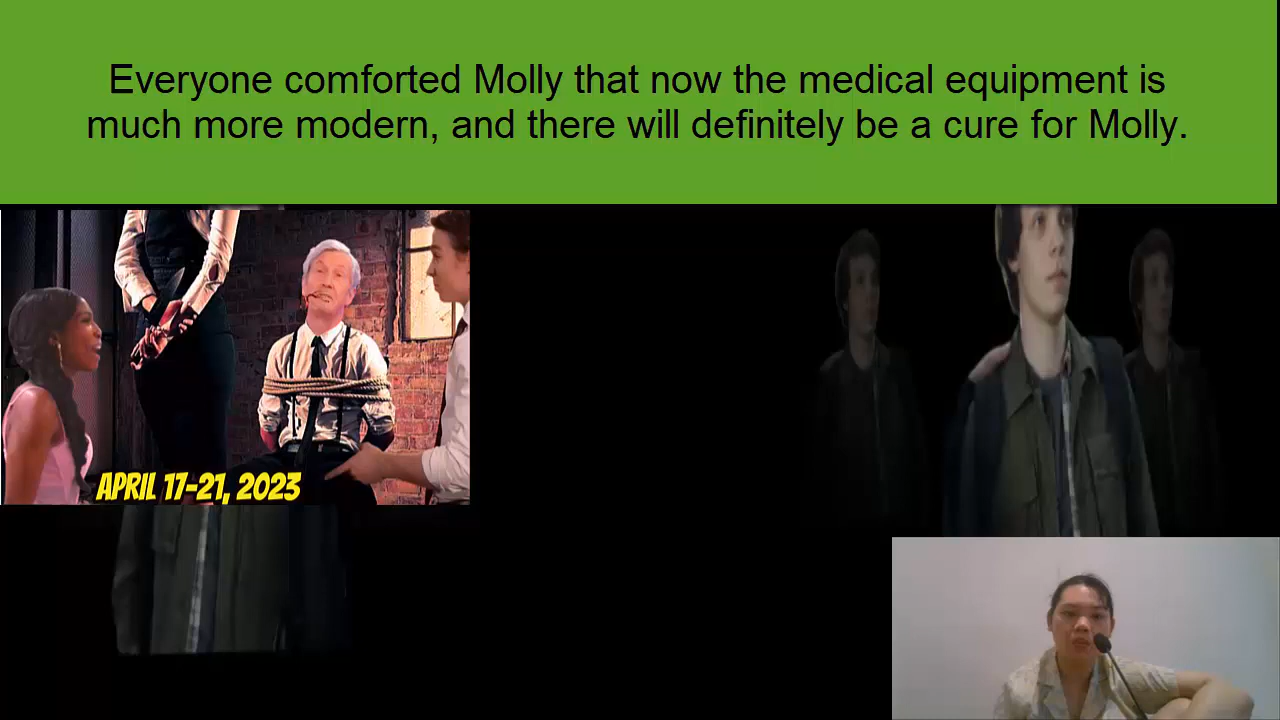 Everyone comforted Molly that now the medical equipment is
much more modern, and there will definitely be a cure for Molly.
APRIL 17-21, 2023